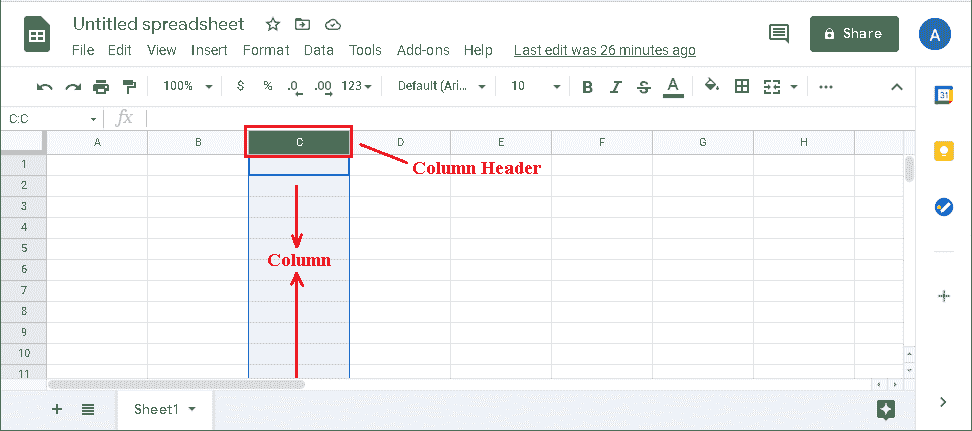 Untitled spreadsheet
File Edit View Insert Format Data Tools Add-ons Help Last edit was 26 minutes ago
Share
A
100% $ % .0 .00 123 Default (Ari... 10 B I S A
31
C:C fx
A B C D E F G H
Column Header
1
2
3
4
5
Column
6
7
8
9
10
11
Sheet1